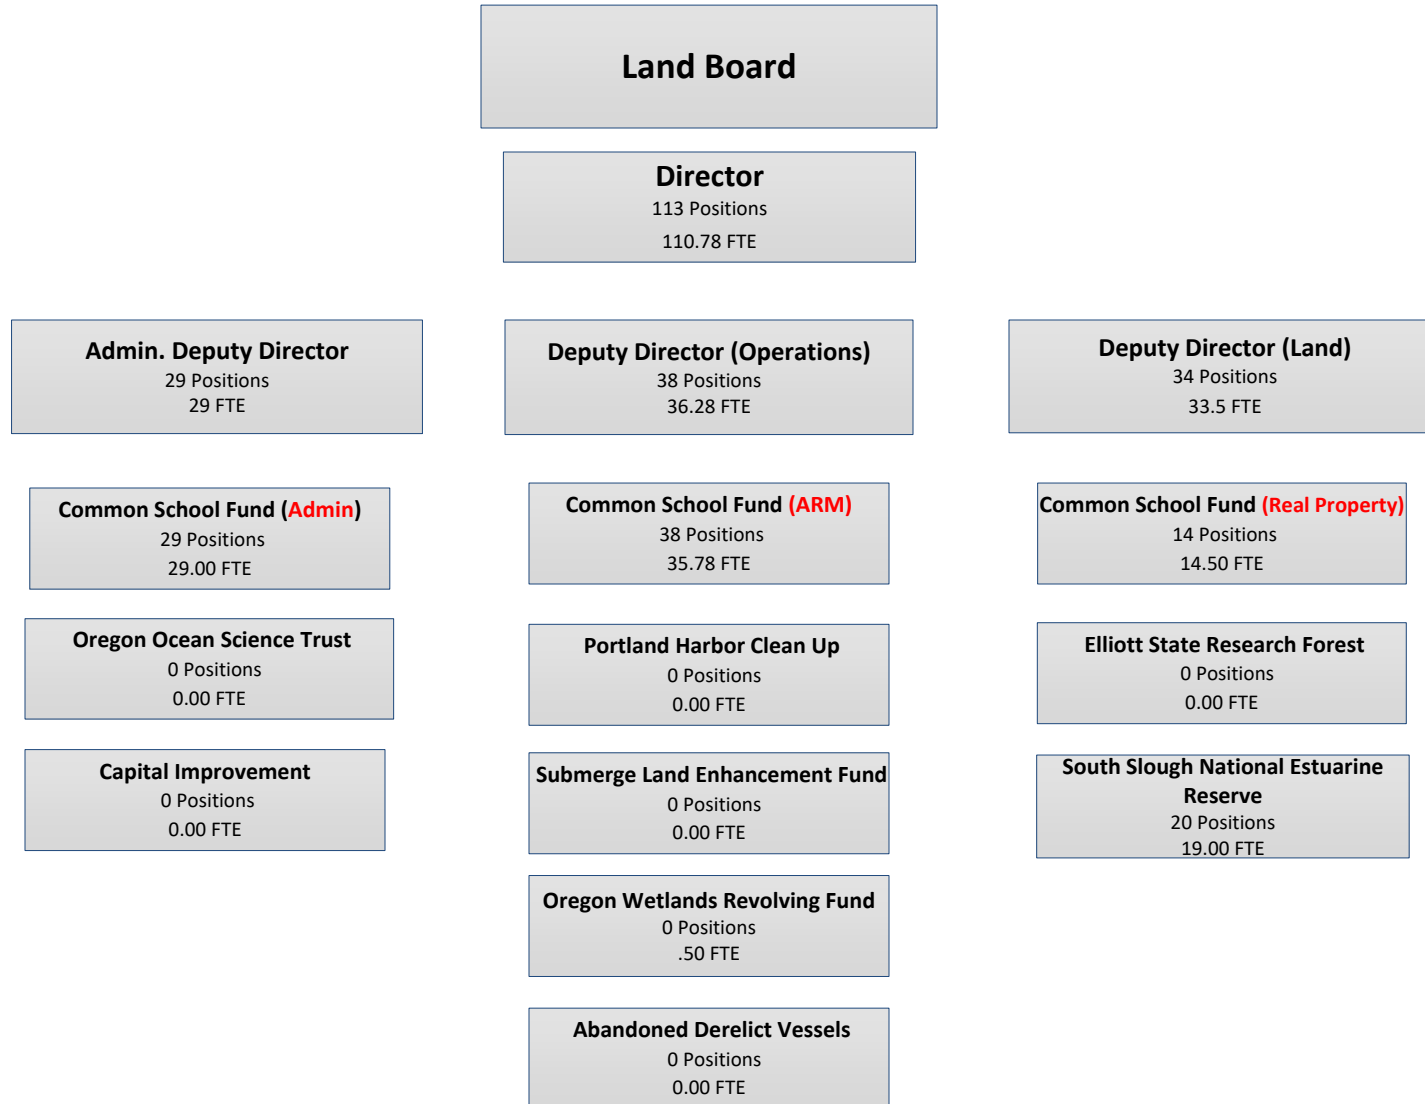 Land Board
Director
113 Positions
110.78 FTE
Admin. Deputy Director
29 Positions
29 FTE
Deputy Director (Operations)
38 Positions
36.28 FTE
Deputy Director (Land)
34 Positions
33.5 FTE
Common School Fund (Admin)
29 Positions
29.00 FTE
Common School Fund (ARM)
38 Positions
35.78 FTE
Common School Fund (Real Property)
14 Positions
14.50 FTE
Oregon Ocean Science Trust
0 Positions
0.00 FTE
Portland Harbor Clean Up
0 Positions
0.00 FTE
Elliott State Research Forest
0 Positions
0.00 FTE
Capital Improvement
0 Positions
0.00 FTE
Submerge Land Enhancement Fund
0 Positions
0.00 FTE
South Slough National Estuarine
Reserve
20 Positions
19.00 FTE
Oregon Wetlands Revolving Fund
0 Positions
.50 FTE
Abandoned Derelict Vessels
0 Positions
0.00 FTE